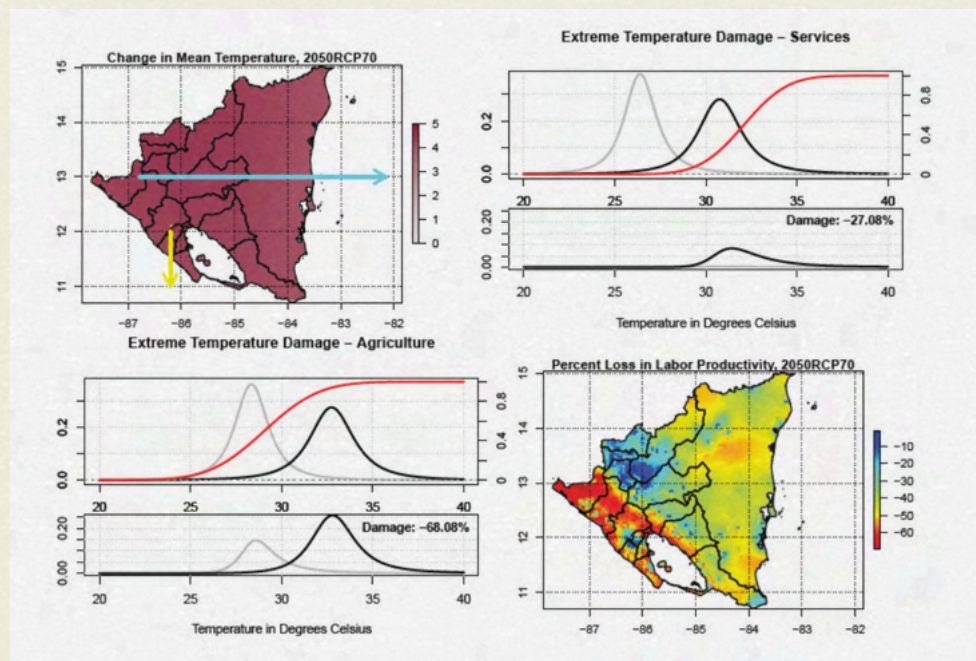 Change in Mean Temperature, 2050RCP70
15
14
13
12
11
5
4
3
2
1
0
−87 −86 −85 −84 −83 −82
Extreme Temperature Damage – Services
0.2
0.0
0.8
0.4
0
20 25 30 35 40
Damage: −27.08%
0.20
0.00
20 25 30 35 40
Temperature in Degrees Celsius
Extreme Temperature Damage – Agriculture
0.2
0.0
0.8
0.4
0
20 25 30 35 40
Damage: −68.08%
0.20
0.00
20 25 30 35 40
Temperature in Degrees Celsius
Percent Loss in Labor Productivity, 2050RCP70
15
14
13
12
11
−10
−20
−30
−40
−50
−60
−87 −86 −85 −84 −83 −82